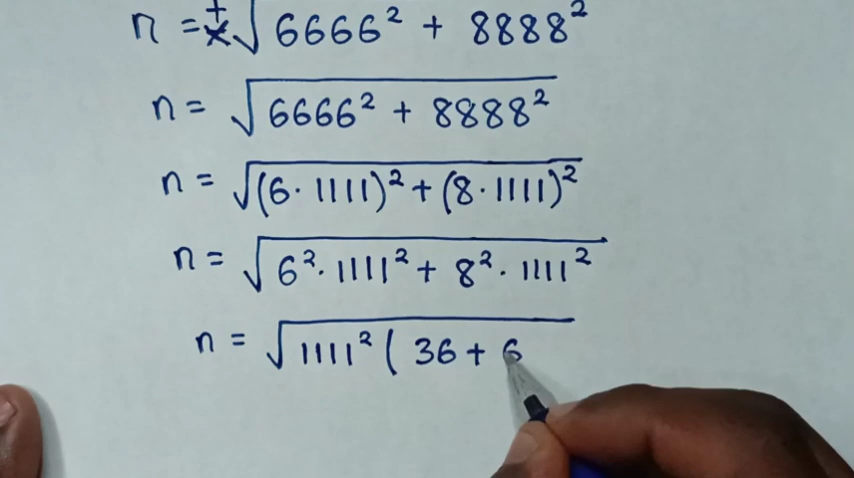 n = ±√6666² + 8888²
n = √6666² + 8888²
n = √(6·1111)² + (8·1111)²
n = √6²·1111² + 8²·1111²
n = √1111² ( 36 + 6